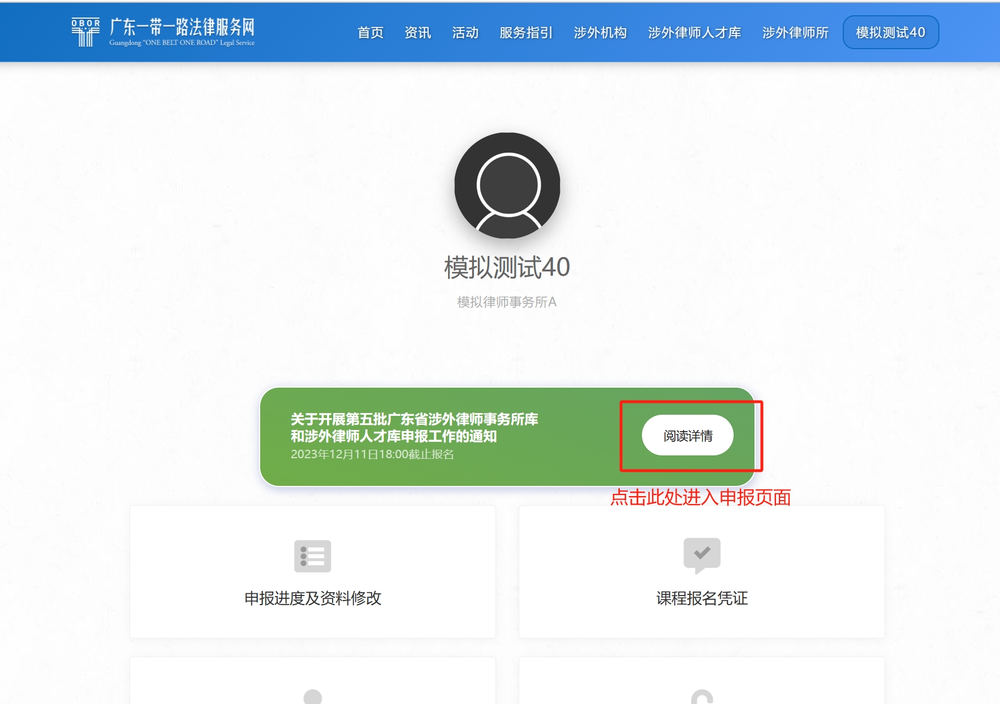 OBOR
广东一带一路法律服务网
Guangdong "ONE BELT ONE ROAD" Legal Service
首页 资讯 活动 服务指引 涉外机构 涉外律师人才库 涉外律师所 模拟测试40
模拟测试40
模拟律师事务所A
关于开展第五批广东省涉外律师事务所库
和涉外律师人才库申报工作的通知
2023年12月11日18:00截止报名
阅读详情
点击此处进入申报页面
申报进度及资料修改
课程报名凭证